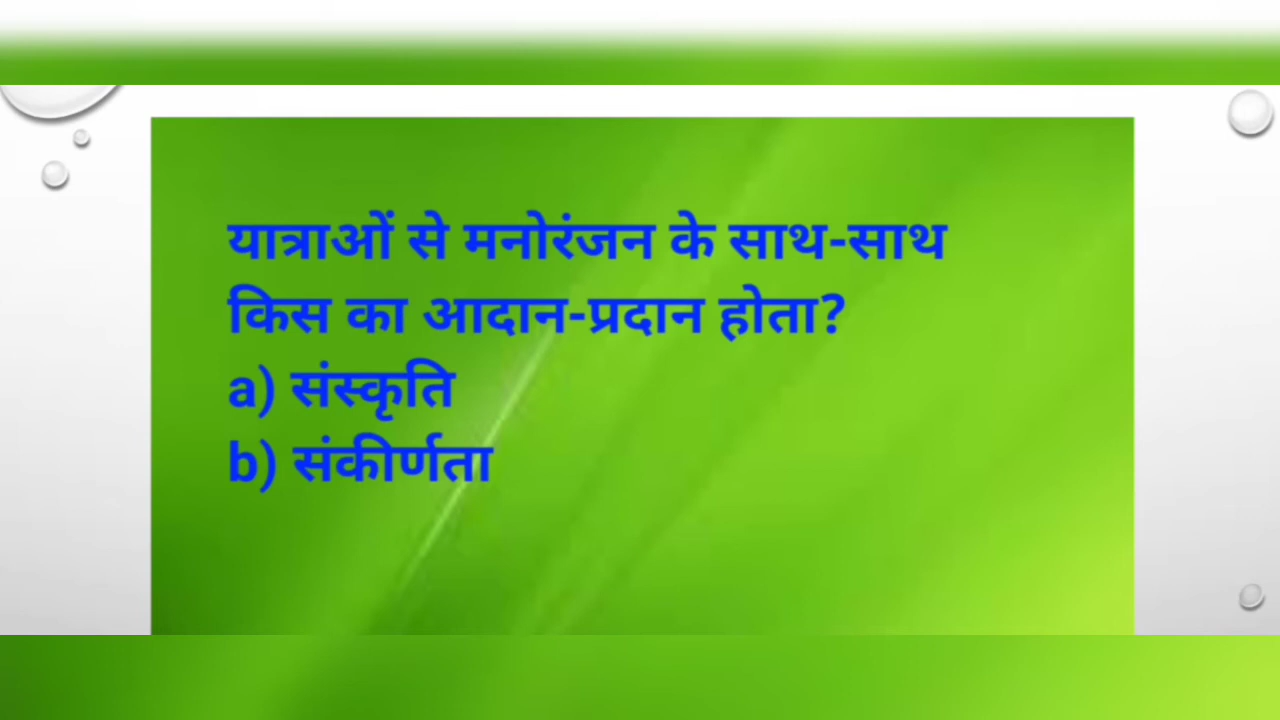 यात्राओं से मनोरंजन के साथ-साथ
किस का आदान-प्रदान होता?
a) संस्कृति
b) संकीर्णता